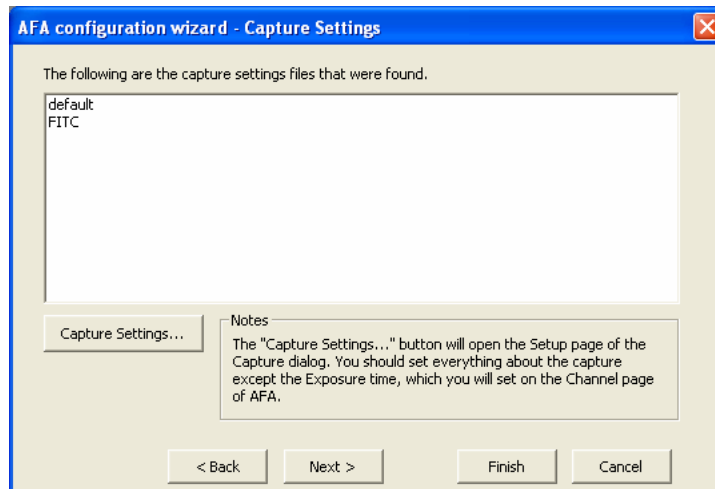 AFA configuration wizard - Capture Settings
The following are the capture settings files that were found.
default
FITC
Capture Settings...
Notes
The "Capture Settings..." button will open the Setup page of the
Capture dialog. You should set everything about the capture
except the Exposure time, which you will set on the Channel page
of AFA.
< Back Next > Finish Cancel